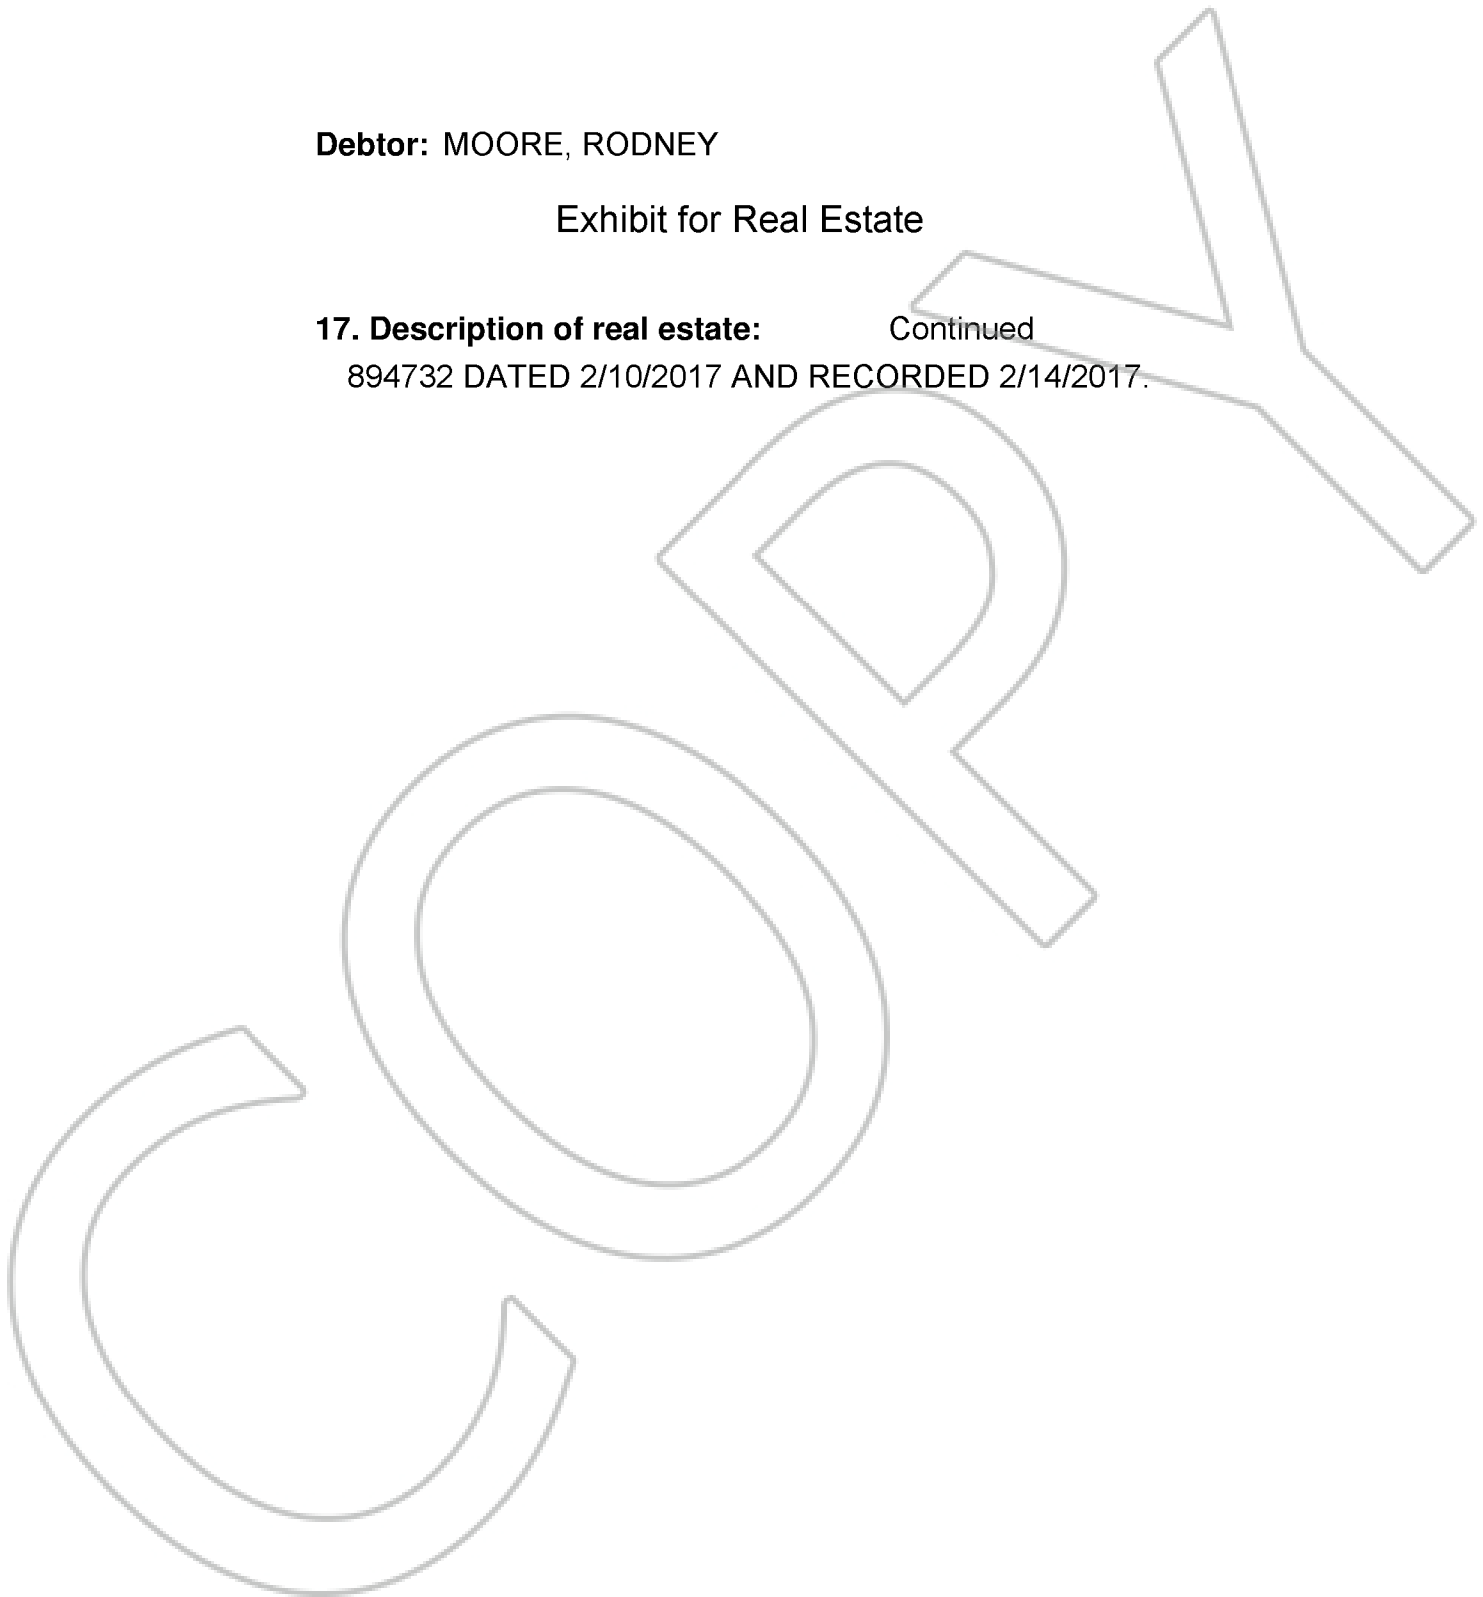 Debtor: MOORE, RODNEY
Exhibit for Real Estate
17. Description of real estate: Continued
894732 DATED 2/10/2017 AND RECORDED 2/14/2017.
COPY